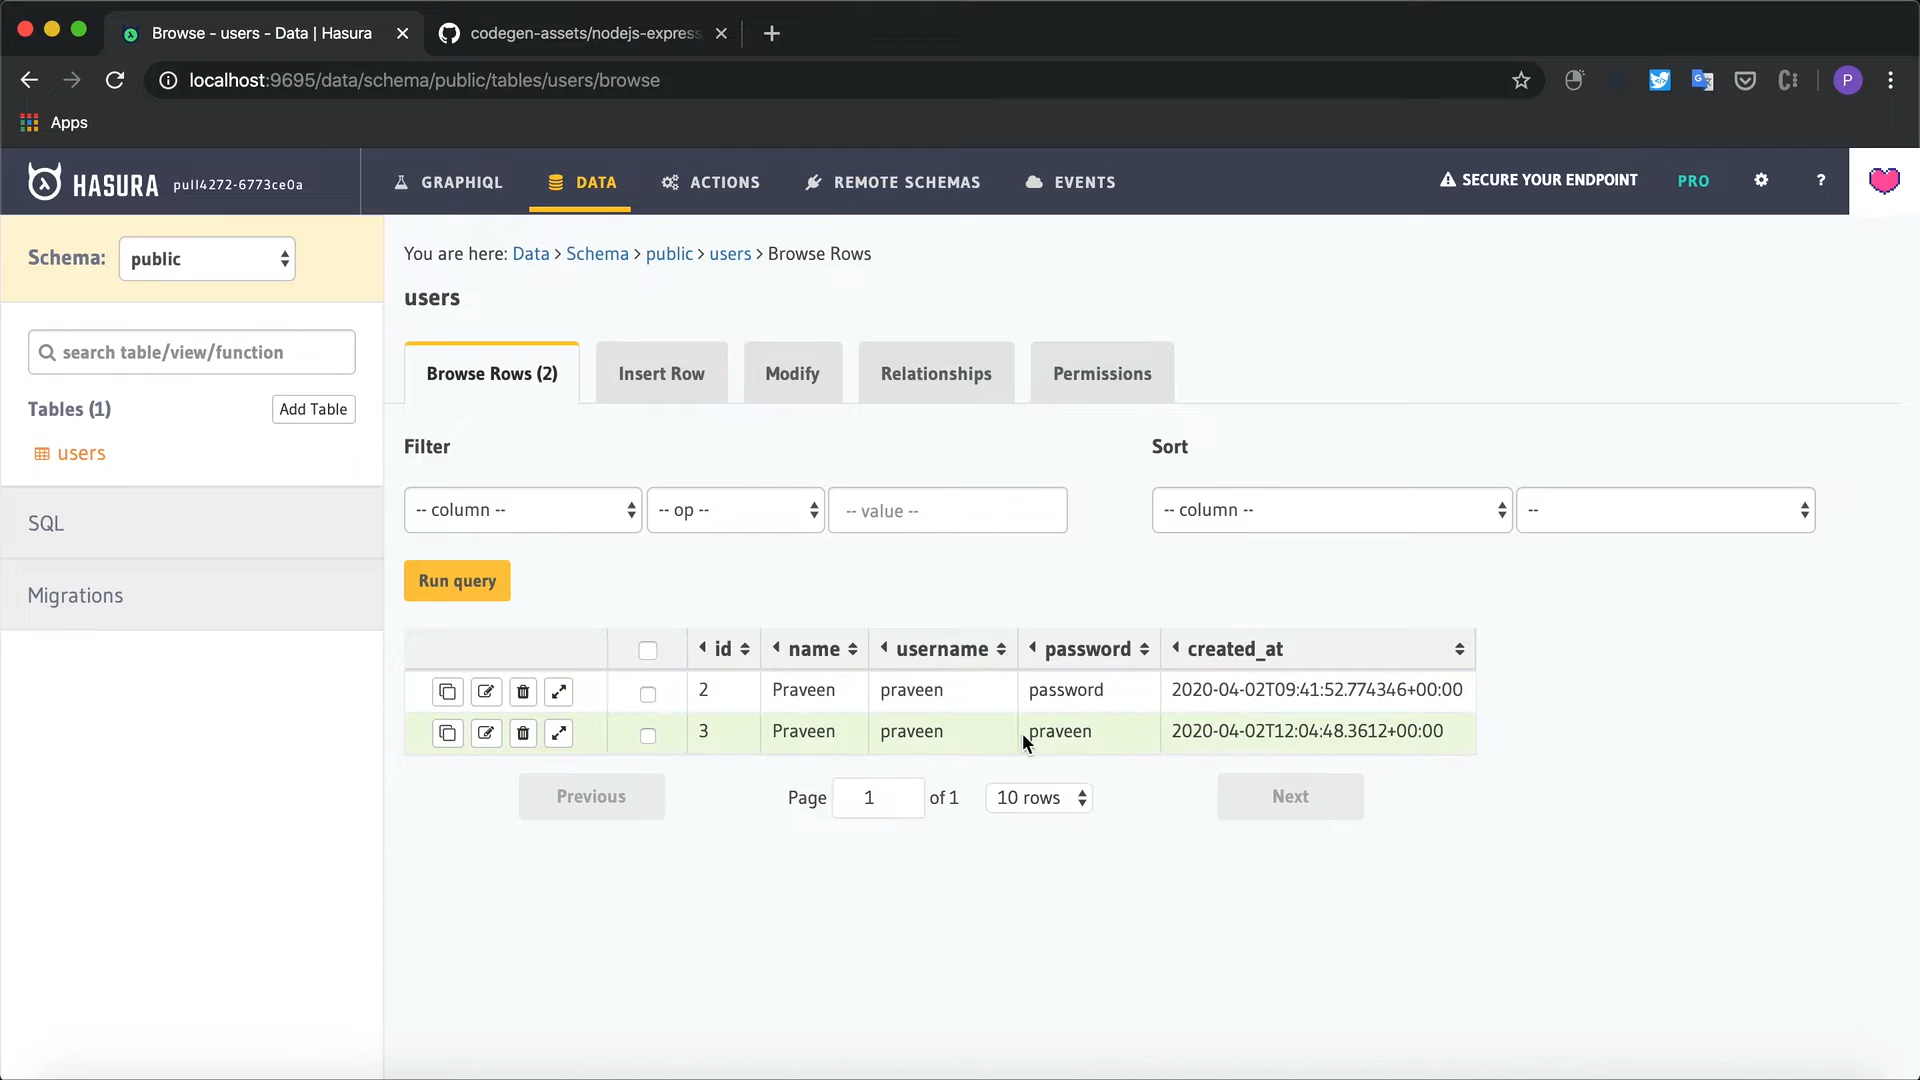 Browse - users - Data | Hasura
codegen-assets/nodejs-express
localhost:9695/data/schema/public/tables/users/browse
P
Apps
HASURA pull4272-6773ce0a
GRAPHIQL DATA ACTIONS REMOTE SCHEMAS EVENTS
SECURE YOUR ENDPOINT PRO ?
Schema: public
search table/view/function
Tables (1) Add Table
users
SQL
Migrations
You are here: Data > Schema > public > users > Browse Rows
users
Browse Rows (2) Insert Row Modify Relationships Permissions
Filter Sort
-- column -- -- op -- -- value -- -- column -- --
Run query
id name username password created_at
2 Praveen praveen password 2020-04-02T09:41:52.774346+00:00
3 Praveen praveen praveen 2020-04-02T12:04:48.3612+00:00
Previous Page 1 of 1 10 rows Next